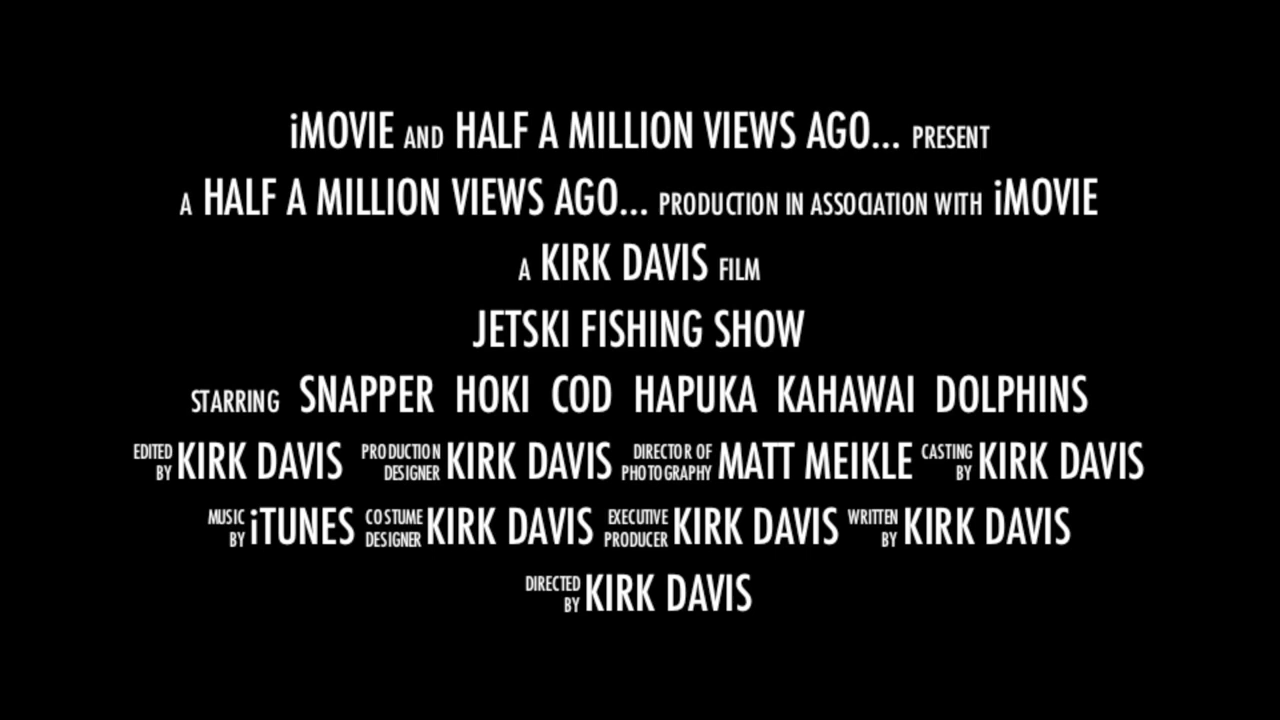 iMOVIE AND HALF A MILLION VIEWS AGO... PRESENT
A HALF A MILLION VIEWS AGO... PRODUCTION IN ASSOCIATION WITH iMOVIE
A KIRK DAVIS FILM
JETSKI FISHING SHOW
STARRING SNAPPER HOKI COD HAPUKA KAHAWAI DOLPHINS
EDITED BY KIRK DAVIS PRODUCTION DESIGNER KIRK DAVIS DIRECTOR OF PHOTOGRAPHY MATT MEIKLE CASTING BY KIRK DAVIS
MUSIC BY iTUNES COSTUME DESIGNER KIRK DAVIS EXECUTIVE PRODUCER KIRK DAVIS WRITTEN BY KIRK DAVIS
DIRECTED BY KIRK DAVIS